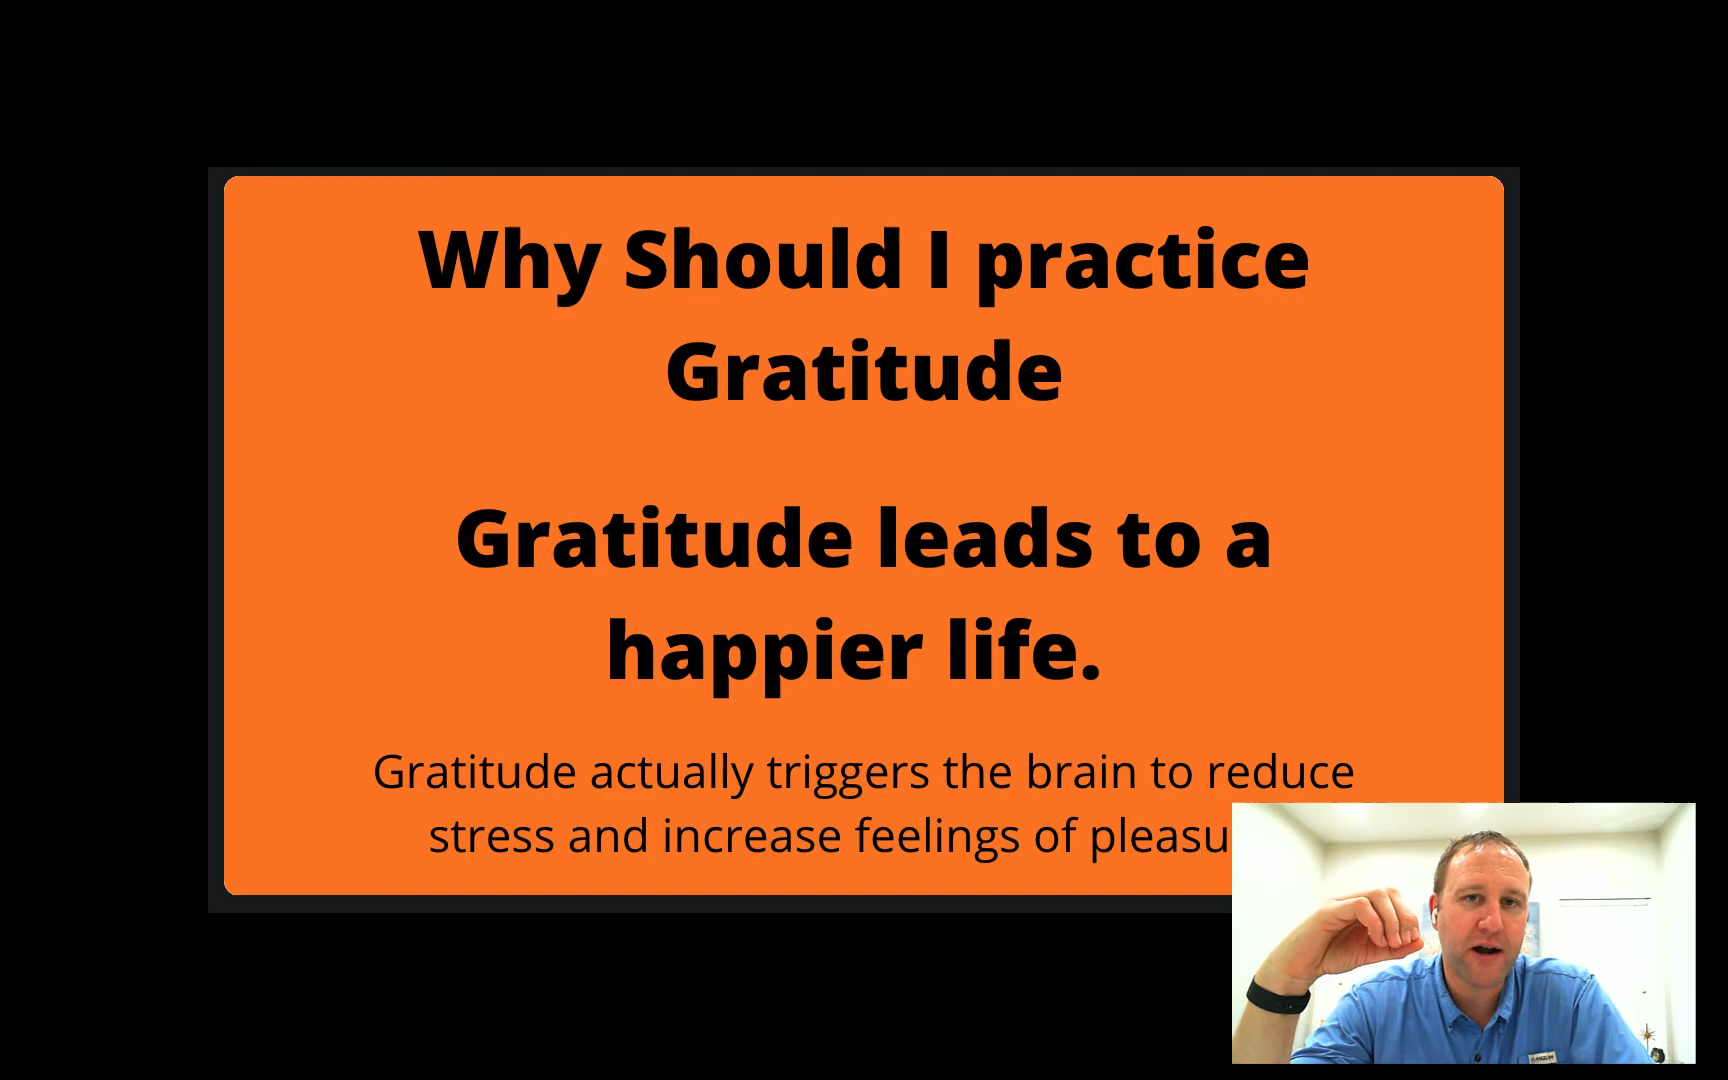 Why Should I practice
Gratitude
Gratitude leads to a
happier life.
Gratitude actually triggers the brain to reduce
stress and increase feelings of pleasu